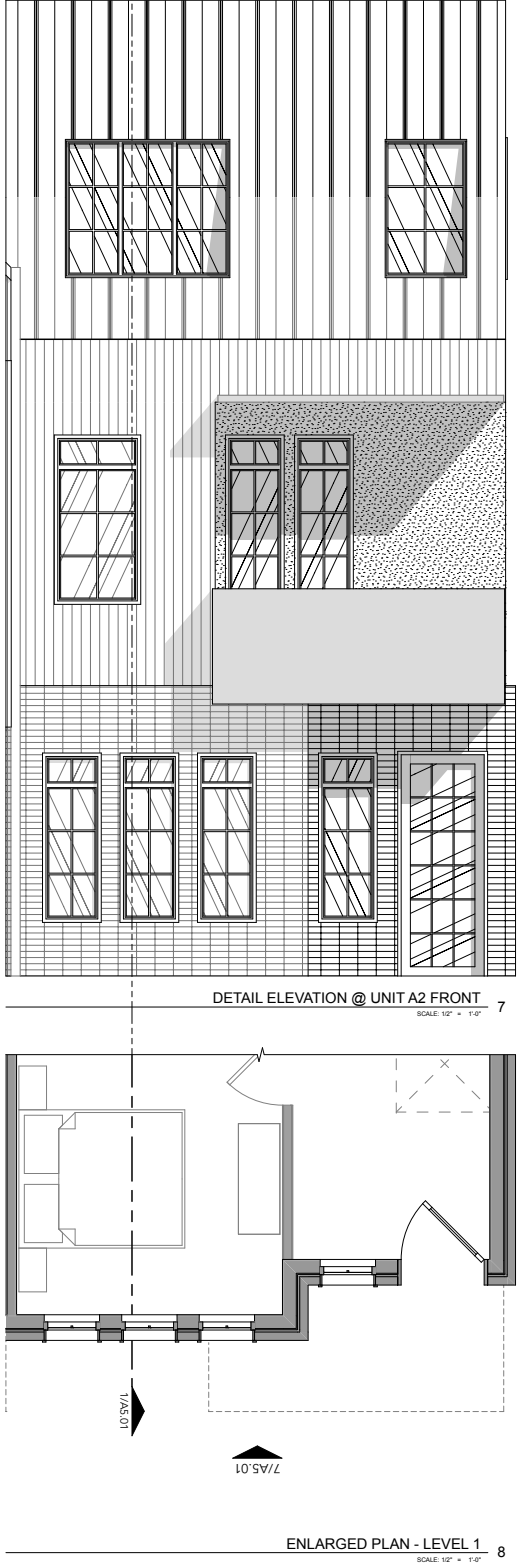 DETAIL ELEVATION @ UNIT A2 FRONT 7
SCALE: 1/2" = 1'-0"
1/A5.01
7/A5.01
ENLARGED PLAN - LEVEL 1 8
SCALE: 1/2" = 1'-0"